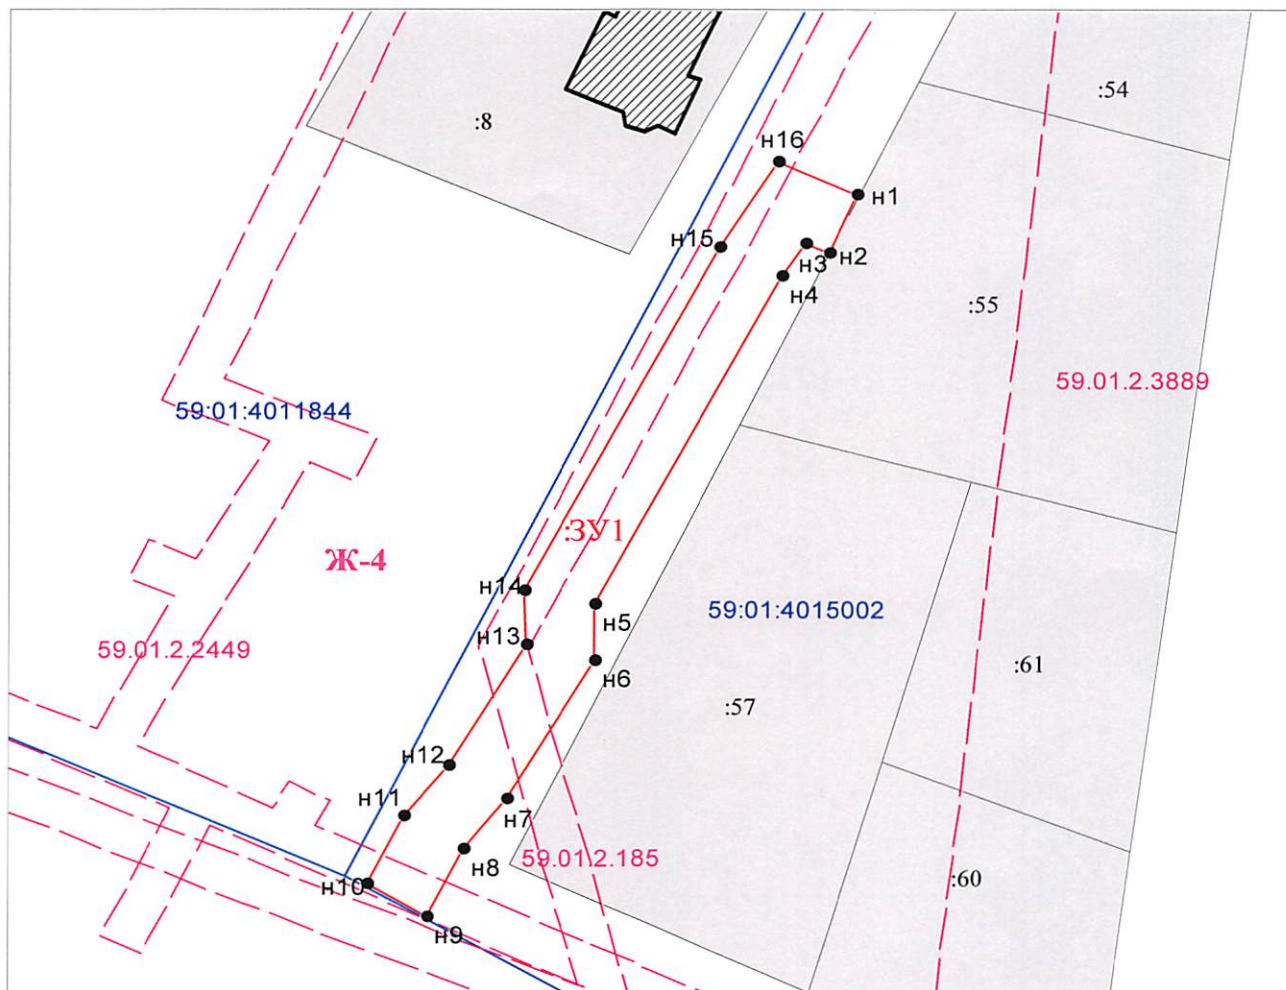 :54
:8
н16
н1
н15
н3
н2
н4
:55
59.01.2.3889
59:01:4011844
:ЗУ1
Ж-4
н14
н5
59:01:4015002
н13
59.01.2.2449
н6
:61
:57
н12
н11
н7
н8
59.01.2.185
н10
:60
н9